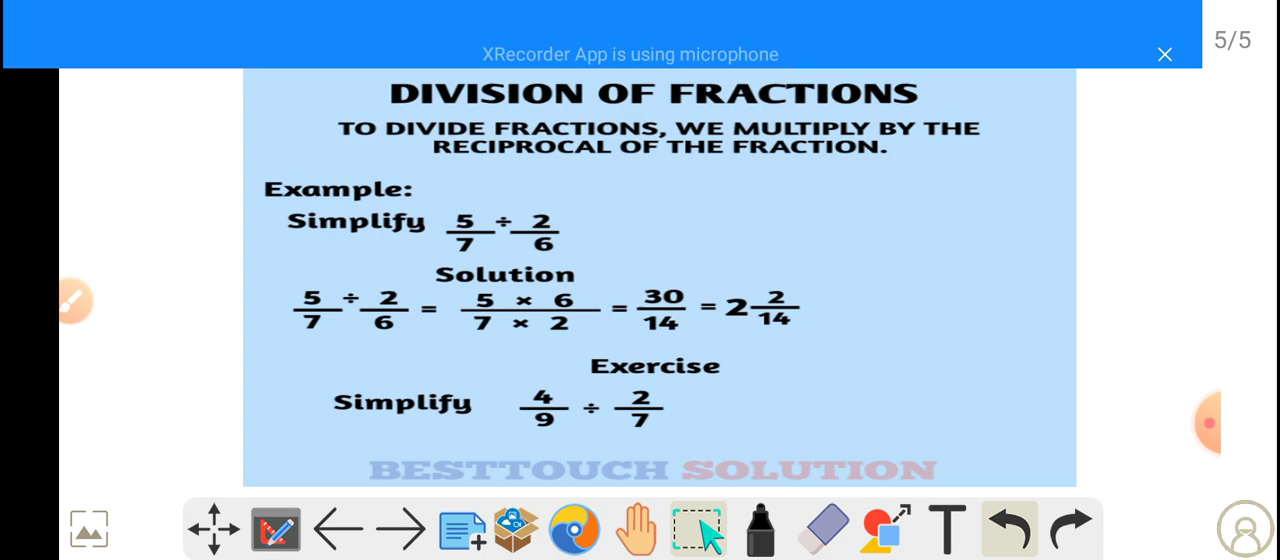 XRecorder App is using microphone
5/5
DIVISION OF FRACTIONS
TO DIVIDE FRACTIONS, WE MULTIPLY BY THE
RECIPROCAL OF THE FRACTION.
Example:
Simplify 5/7 ÷ 2/6
Solution
5/7 ÷ 2/6 = 5 × 6/7 × 2 = 30/14 = 2 2/14
Exercise
Simplify 4/9 ÷ 2/7
BESTTOUCH SOLUTION
T